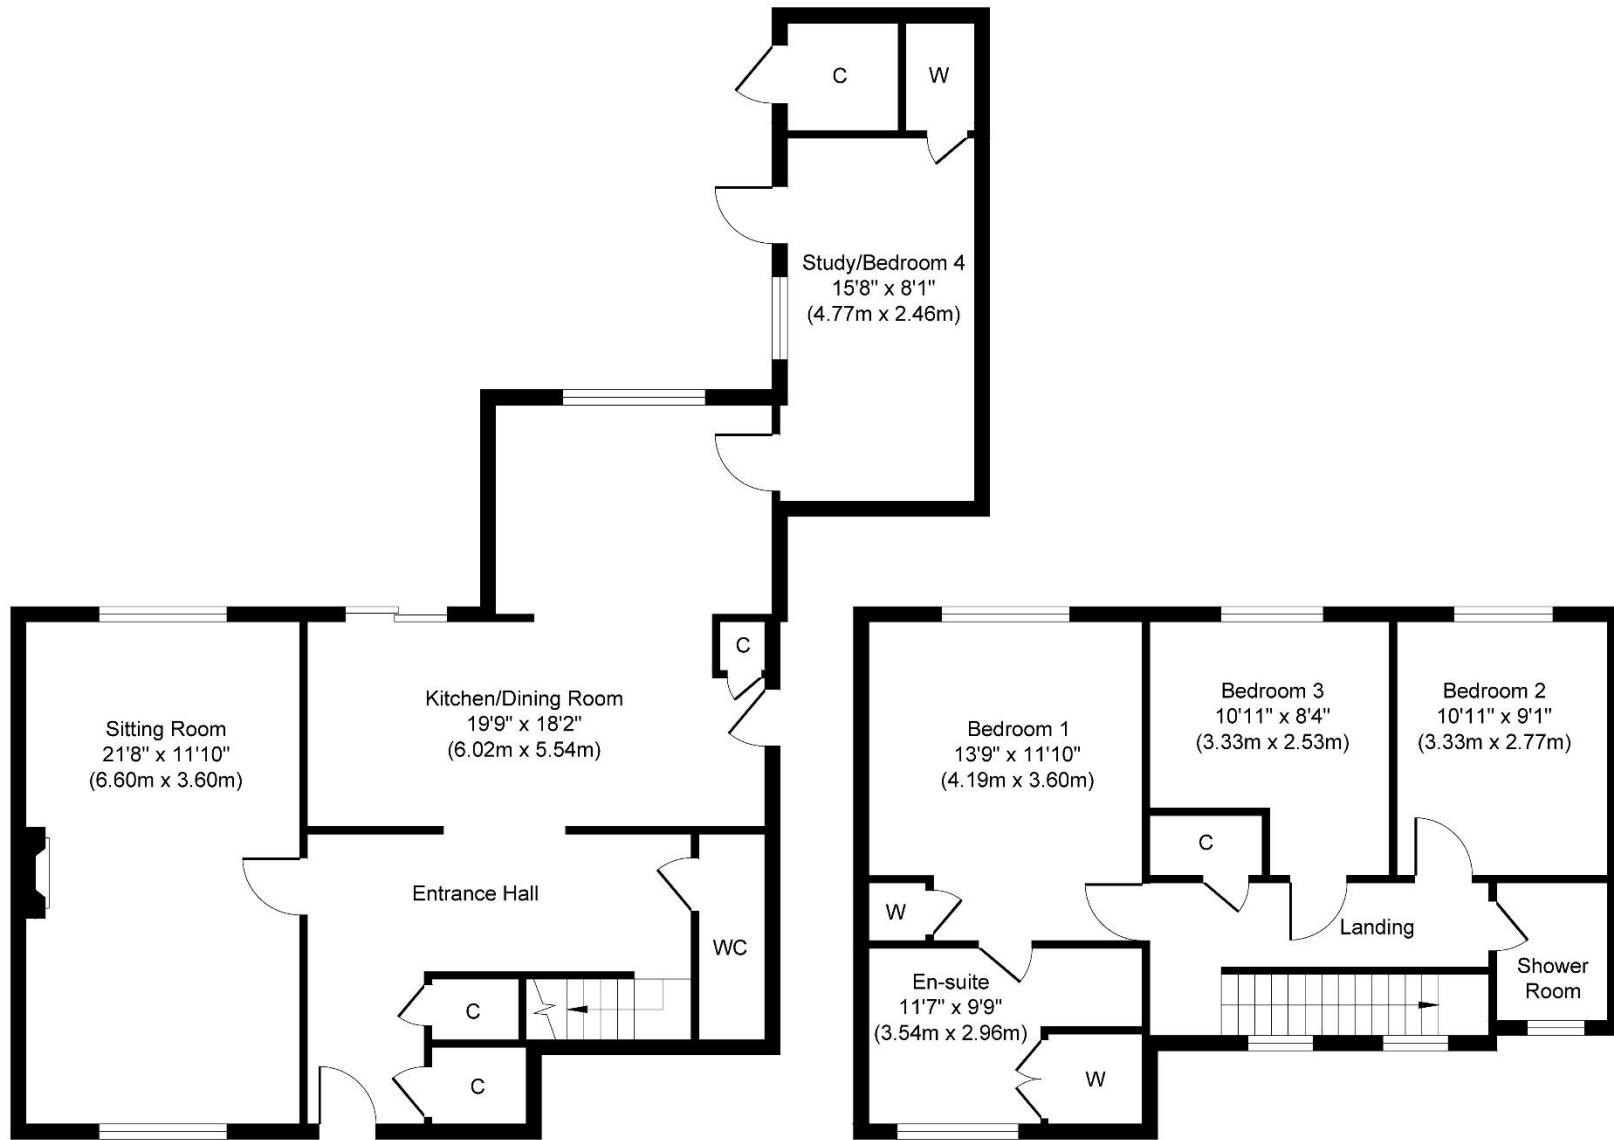 C
W
Study/Bedroom 4
15'8" x 8'1"
(4.77m x 2.46m)
C
Kitchen/Dining Room
19'9" x 18'2"
(6.02m x 5.54m)
Sitting Room
21'8" x 11'10"
(6.60m x 3.60m)
Entrance Hall
WC
C
C
Bedroom 1
13'9" x 11'10"
(4.19m x 3.60m)
Bedroom 3
10'11" x 8'4"
(3.33m x 2.53m)
Bedroom 2
10'11" x 9'1"
(3.33m x 2.77m)
C
W
Landing
En-suite
11'7" x 9'9"
(3.54m x 2.96m)
Shower
Room
W